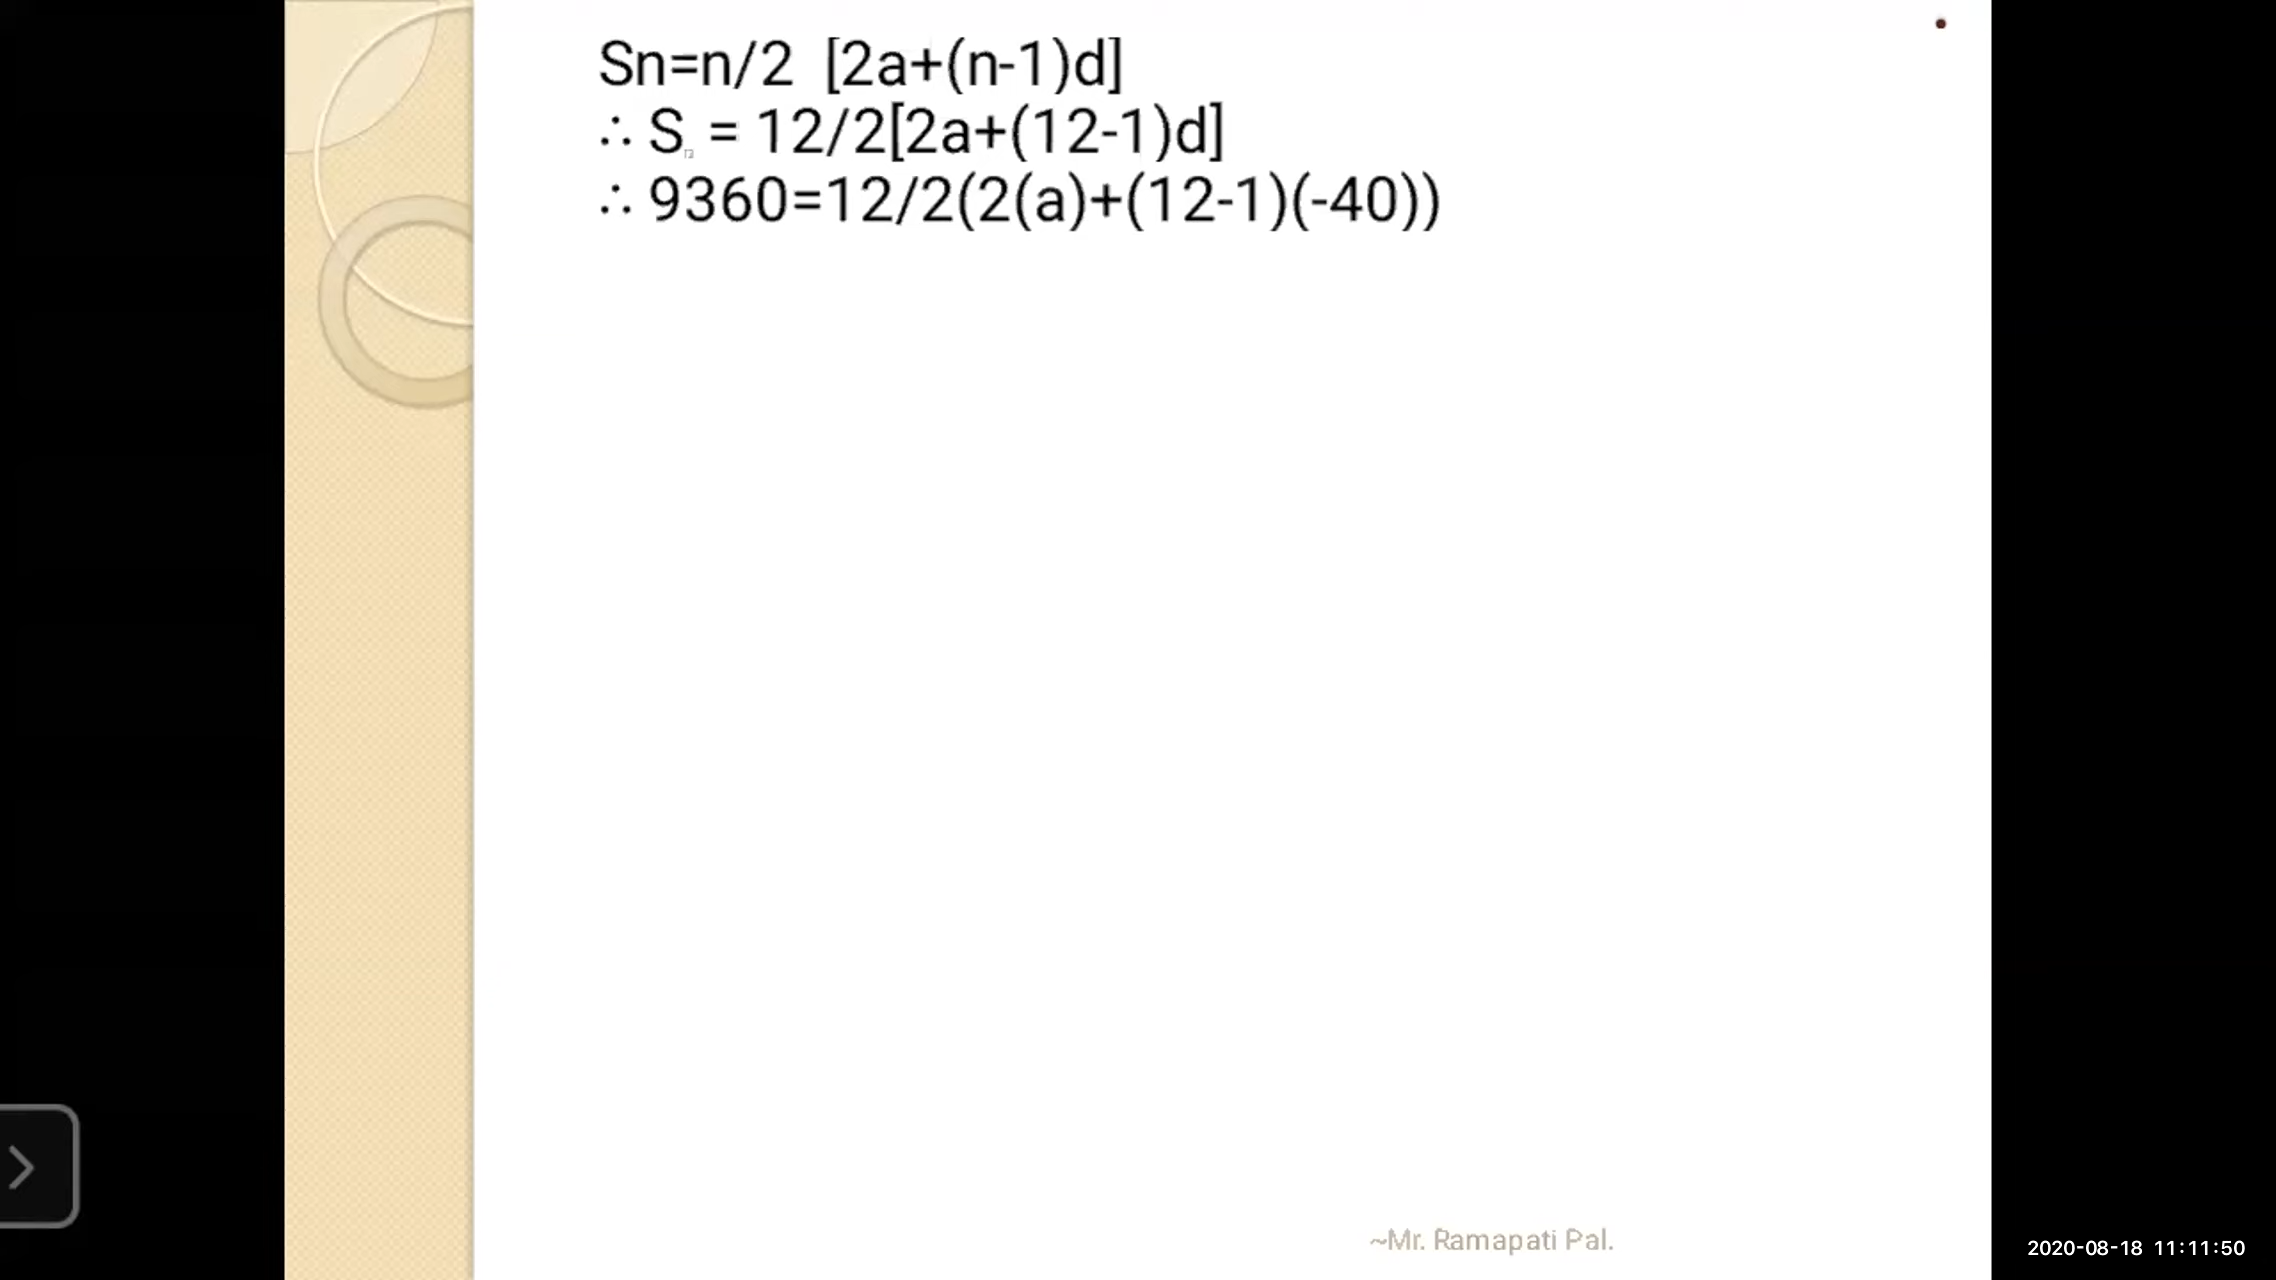 Sn=n/2 [2a+(n-1)d]
∴ S₁₂ = 12/2[2a+(12-1)d]
∴ 9360=12/2(2(a)+(12-1)(-40))
~Mr. Ramapati Pal.
2020-08-18 11:11:50